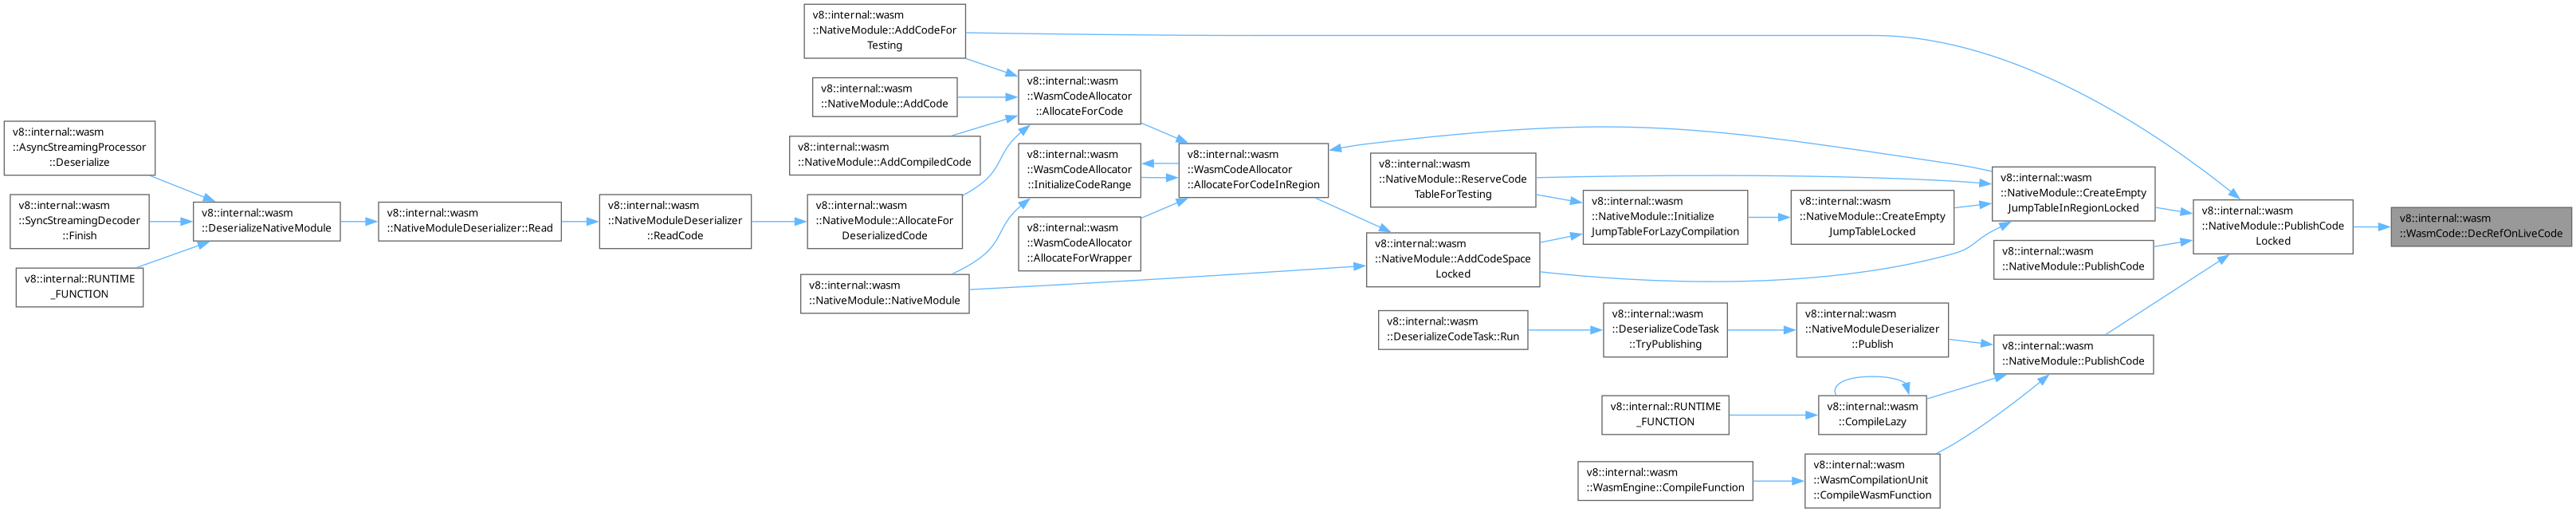 v8::internal::wasm
::AsyncStreamingProcessor
::Deserialize
v8::internal::wasm
::SyncStreamingDecoder
::Finish
v8::internal::RUNTIME
_FUNCTION
v8::internal::wasm
::DeserializeNativeModule
v8::internal::wasm
::NativeModuleDeserializer::Read
v8::internal::wasm
::NativeModuleDeserializer
::ReadCode
v8::internal::wasm
::NativeModule::AddCodeFor
Testing
v8::internal::wasm
::NativeModule::AddCode
v8::internal::wasm
::NativeModule::AddCompiledCode
v8::internal::wasm
::NativeModule::AllocateFor
DeserializedCode
v8::internal::wasm
::NativeModule::NativeModule
v8::internal::wasm
::WasmCodeAllocator
::AllocateForCode
v8::internal::wasm
::WasmCodeAllocator
::InitializeCodeRange
v8::internal::wasm
::WasmCodeAllocator
::AllocateForWrapper
v8::internal::wasm
::WasmCodeAllocator
::AllocateForCodeInRegion
v8::internal::wasm
::NativeModule::ReserveCode
TableForTesting
v8::internal::wasm
::NativeModule::AddCodeSpace
Locked
v8::internal::wasm
::DeserializeCodeTask::Run
v8::internal::wasm
::NativeModule::Initialize
JumpTableForLazyCompilation
v8::internal::wasm
::DeserializeCodeTask
::TryPublishing
v8::internal::RUNTIME
_FUNCTION
v8::internal::wasm
::WasmEngine::CompileFunction
v8::internal::wasm
::NativeModule::CreateEmpty
JumpTableLocked
v8::internal::wasm
::NativeModuleDeserializer
::Publish
v8::internal::wasm
::CompileLazy
v8::internal::wasm
::WasmCompilationUnit
::CompileWasmFunction
v8::internal::wasm
::NativeModule::CreateEmpty
JumpTableInRegionLocked
v8::internal::wasm
::NativeModule::PublishCode
v8::internal::wasm
::NativeModule::PublishCode
v8::internal::wasm
::NativeModule::PublishCode
Locked
v8::internal::wasm
::WasmCode::DecRefOnLiveCode